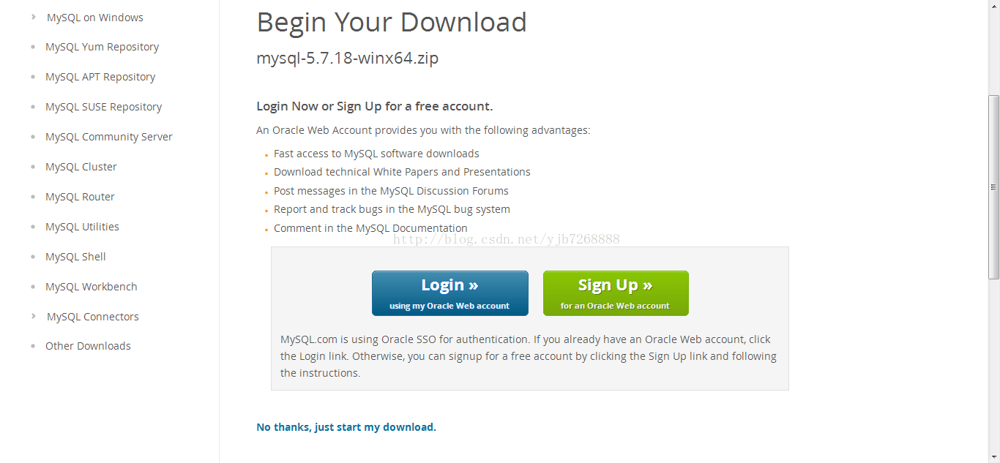 MySQL on Windows
MySQL Yum Repository
MySQL APT Repository
MySQL SUSE Repository
MySQL Community Server
MySQL Cluster
MySQL Router
MySQL Utilities
MySQL Shell
MySQL Workbench
MySQL Connectors
Other Downloads
Begin Your Download
mysql-5.7.18-winx64.zip
Login Now or Sign Up for a free account.
An Oracle Web Account provides you with the following advantages:
Fast access to MySQL software downloads
Download technical White Papers and Presentations
Post messages in the MySQL Discussion Forums
Report and track bugs in the MySQL bug system
Comment in the MySQL Documentation
http://blog.csdn.net/yjb7268888
Login »
using my Oracle Web account
Sign Up »
for an Oracle Web account
MySQL.com is using Oracle SSO for authentication. If you already have an Oracle Web account, click
the Login link. Otherwise, you can signup for a free account by clicking the Sign Up link and following
the instructions.
No thanks, just start my download.